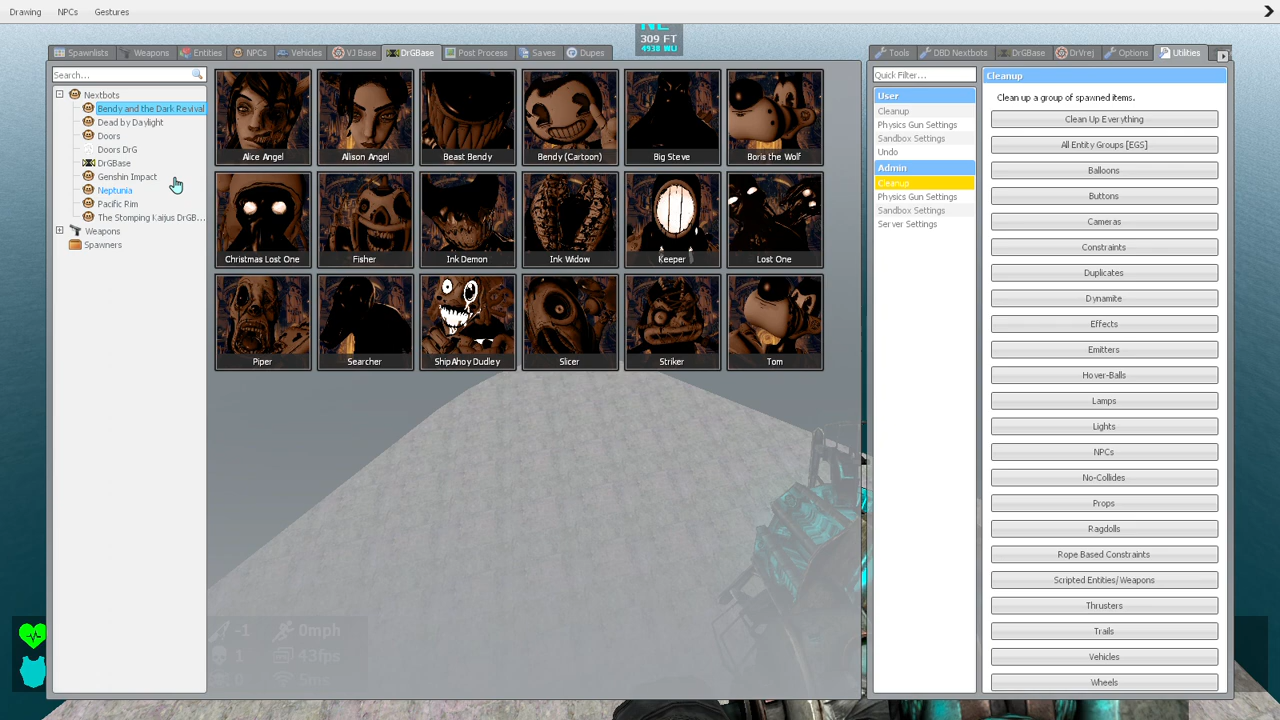 Drawing NPCs Gestures
NE
309 FT
4938 WU
Spawnlists Weapons Entities NPCs Vehicles VJ Base DrGBase Post Process Saves Dupes
Search...
Nextbots
Bendy and the Dark Revival
Dead by Daylight
Doors
Doors DrG
DrGBase
Genshin Impact
Neptunia
Pacific Rim
The Stomping Kaijus DrGB...
Weapons
Spawners
Alice Angel Allison Angel Beast Bendy Bendy (Cartoon) Big Steve Boris the Wolf
Christmas Lost One Fisher Ink Demon Ink Widow Keeper Lost One
Piper Searcher ShipAhoy Dudley Slicer Striker Tom
-1 0mph
1 43fps
0 5ms
Tools DBD Nextbots DrGBase DrVrej Options Utilities
Quick Filter...
User
Cleanup
Physics Gun Settings
Sandbox Settings
Undo
Admin
Cleanup
Physics Gun Settings
Sandbox Settings
Server Settings
Cleanup
Clean up a group of spawned items.
Clean Up Everything
All Entity Groups [EGS]
Balloons
Buttons
Cameras
Constraints
Duplicates
Dynamite
Effects
Emitters
Hover-Balls
Lamps
Lights
NPCs
No-Collides
Props
Ragdolls
Rope Based Constraints
Scripted Entities/Weapons
Thrusters
Trails
Vehicles
Wheels